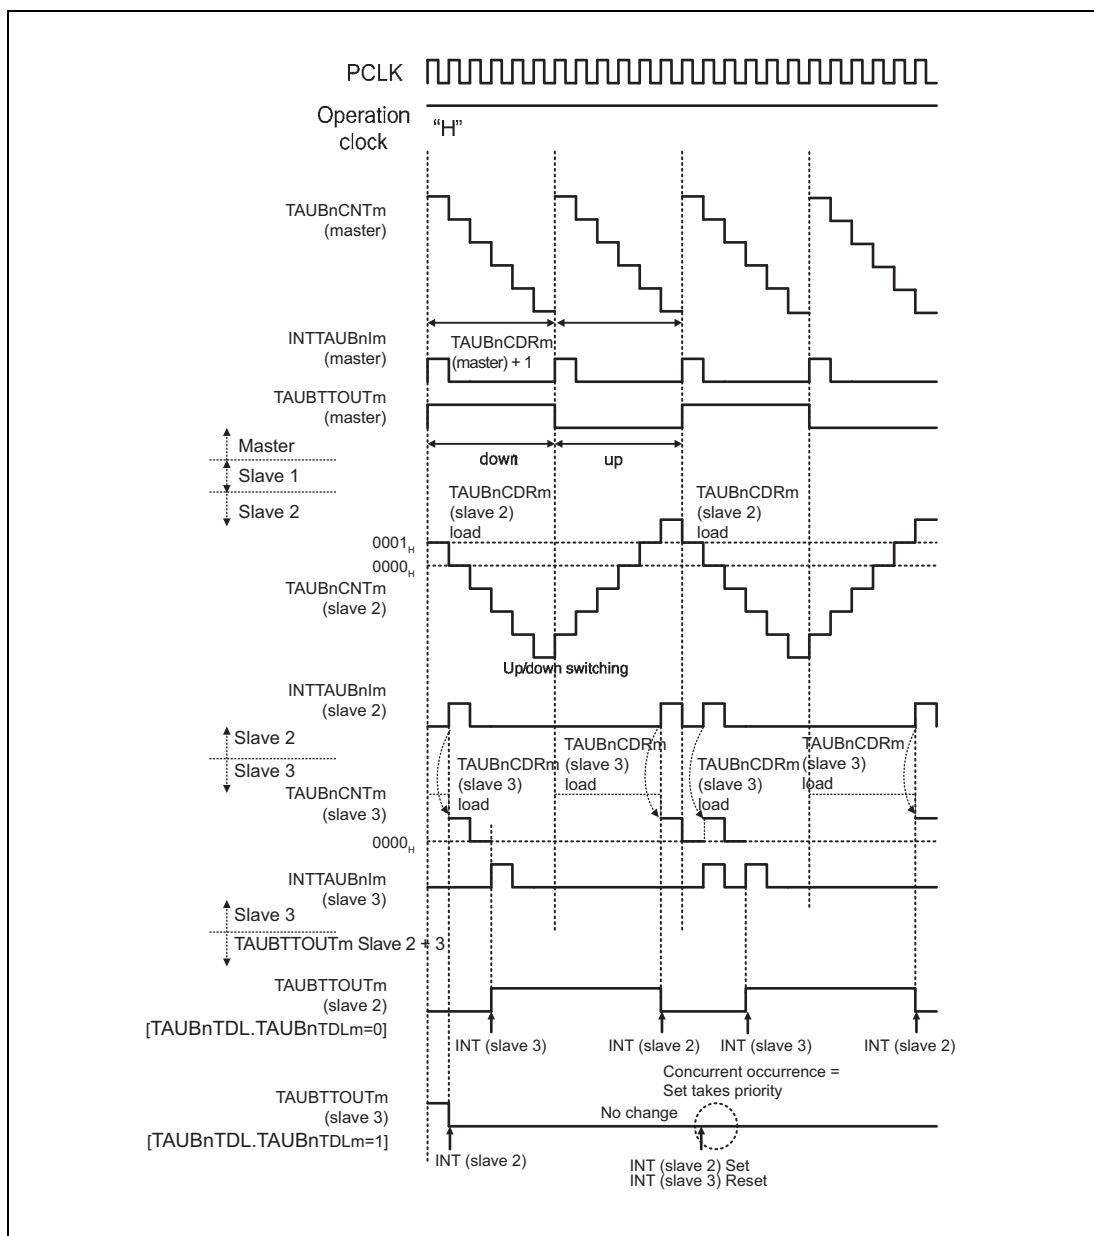 PCLK
Operation
clock
"H"
TAUBnCNTm
(master)
INTTAUBnIm
(master)
TAUBnCDRm
(master) + 1
TAUBTTOUTm
(master)
Master
Slave 1
Slave 2
down
up
TAUBnCDRm
(slave 2)
load
TAUBnCDRm
(slave 2)
load
0001H
0000H
TAUBnCNTm
(slave 2)
Up/down switching
INTTAUBnIm
(slave 2)
Slave 2
Slave 3
TAUBnCDRm
(slave 3)
load
TAUBnCDRm
(slave 3)
load
TAUBnCDRm
(slave 3)
load
TAUBnCDRm
(slave 3)
load
TAUBnCNTm
(slave 3)
0000H
INTTAUBnIm
(slave 3)
Slave 3
TAUBTTOUTm Slave 2 + 3
TAUBTTOUTm
(slave 2)
[TAUBnTDL.TAUBnTDLm=0]
INT (slave 3)
INT (slave 2)
INT (slave 3)
INT (slave 2)
Concurrent occurrence =
Set takes priority
TAUBTTOUTm
(slave 3)
[TAUBnTDL.TAUBnTDLm=1]
No change
INT (slave 2)
INT (slave 2) Set
INT (slave 3) Reset